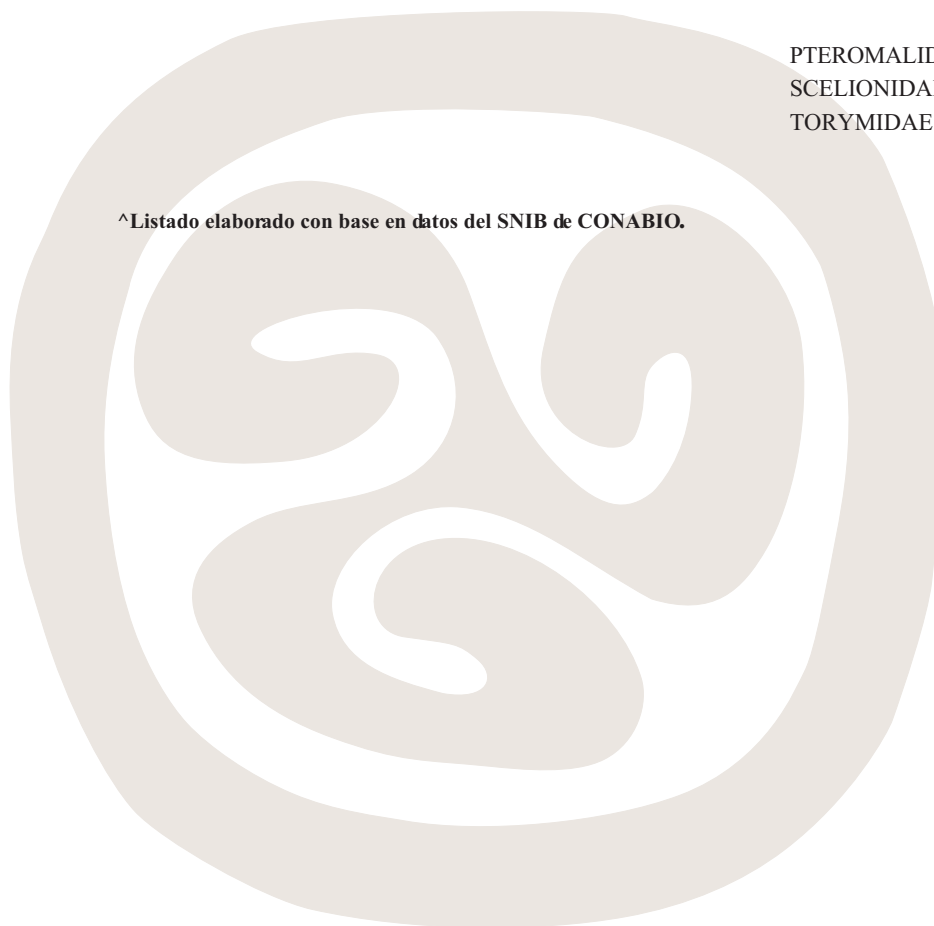 PTEROMALID
SCELIONIDA
TORYMIDAE
^Listado elaborado con base en datos del SNIB de CONABIO.